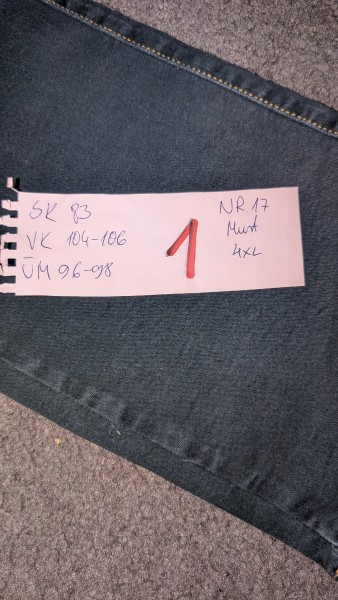 SK 83
VK 104-106
ÜM 96-98
1
NR 17
Must
4XL